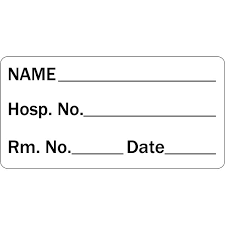 NAME
Hosp. No.
Rm. No. Date